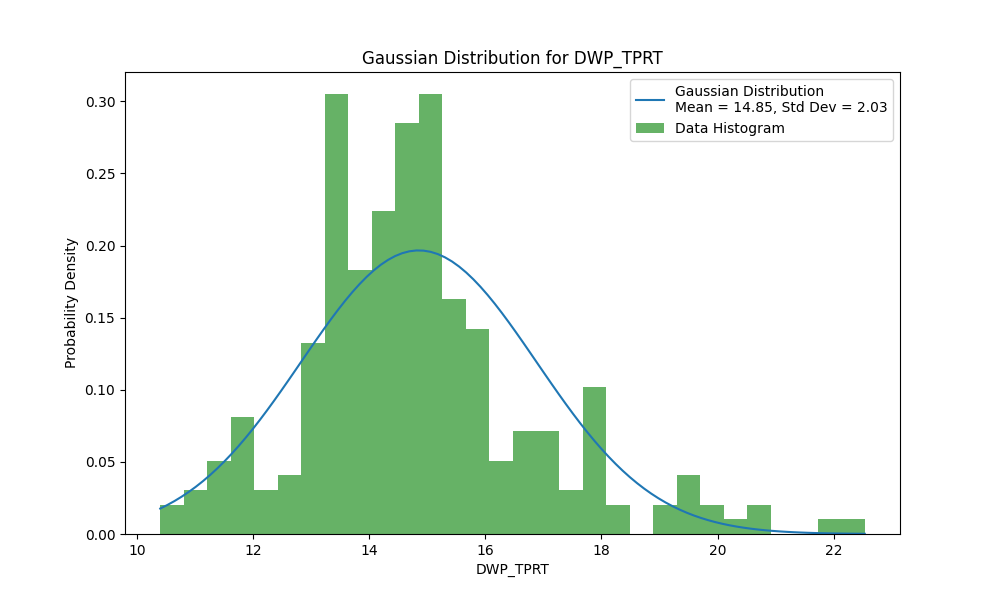 Gaussian Distribution for DWP_TPRT
Gaussian Distribution
Mean = 14.85, Std Dev = 2.03
Data Histogram
Probability Density
0.30
0.25
0.20
0.15
0.10
0.05
0.00
10 12 14 16 18 20 22
DWP_TPRT